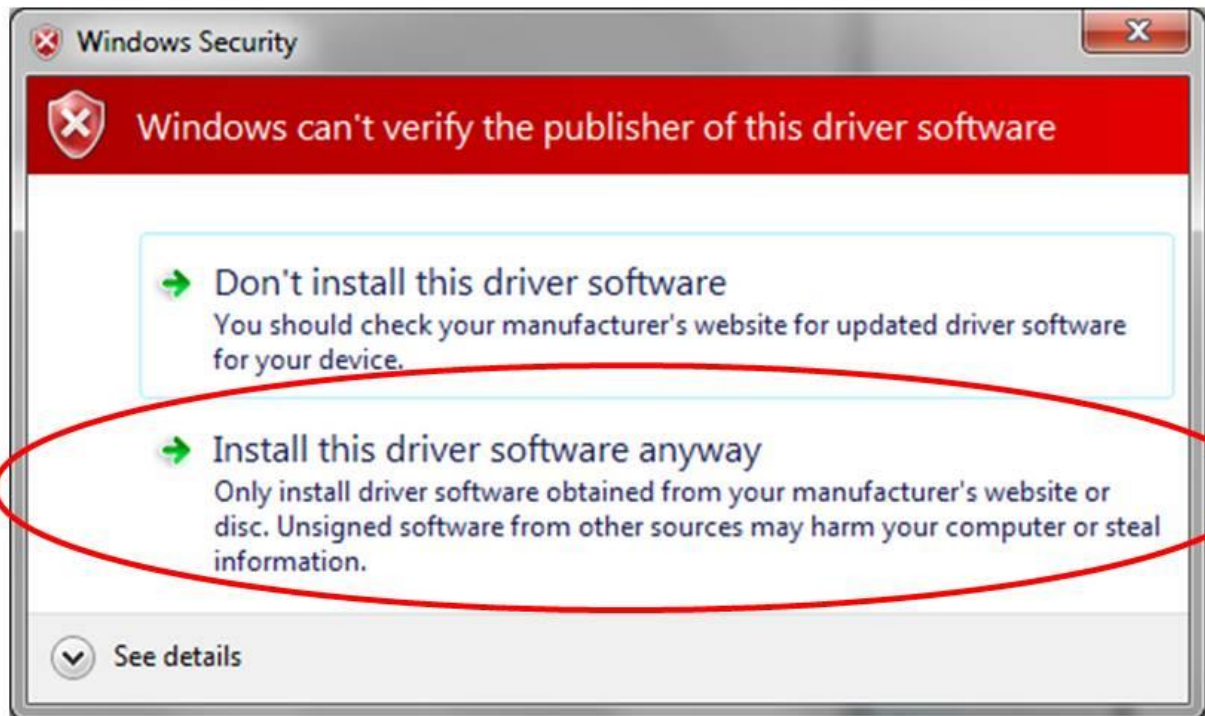 Windows Security
Windows can't verify the publisher of this driver software
Don't install this driver software
You should check your manufacturer's website for updated driver software
for your device.
Install this driver software anyway
Only install driver software obtained from your manufacturer's website or
disc. Unsigned software from other sources may harm your computer or steal
information.
See details